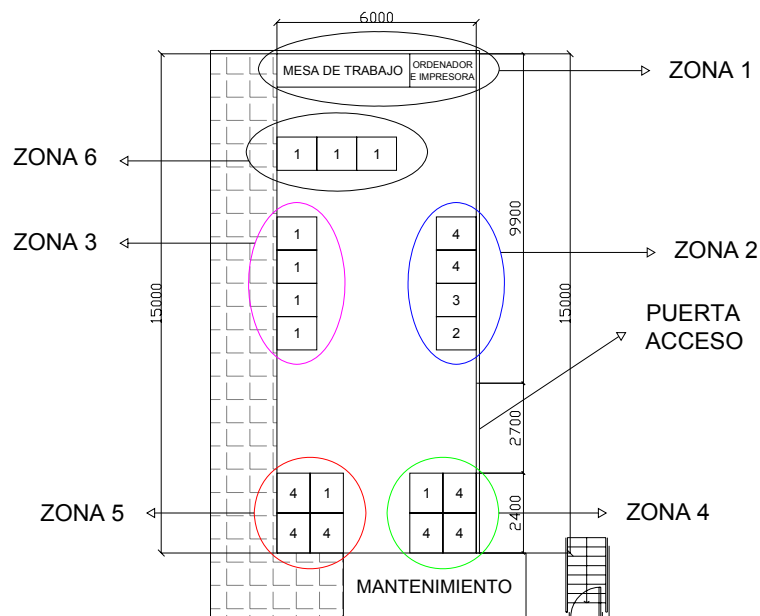 6000
MESA DE TRABAJO
ORDENADOR
E IMPRESORA
ZONA 1
ZONA 6
1 1 1
ZONA 3
1
1
1
1
4
4
3
2
ZONA 2
9900
15000
15000
PUERTA
ACCESO
2700
ZONA 5
4 1
4 4
1 4
4 4
2400
ZONA 4
MANTENIMIENTO